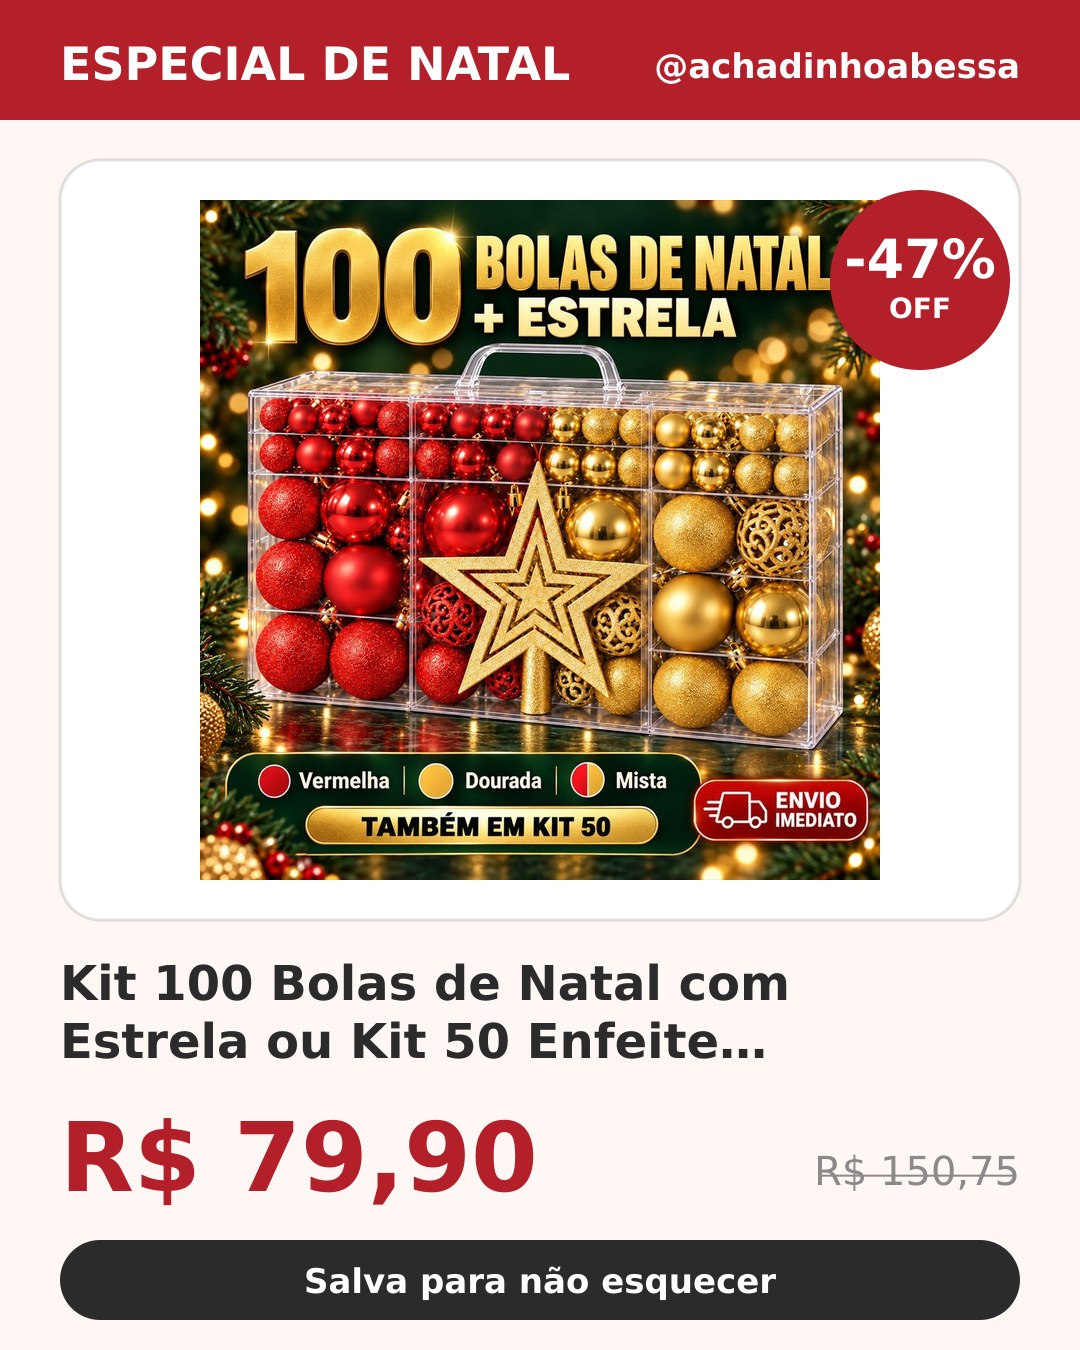 ESPECIAL DE NATAL
@achadinhoabessa
-47%
OFF
100 BOLAS DE NATAL
+ ESTRELA
Vermelha
Dourada
Mista
TAMBÉM EM KIT 50
ENVIO
IMEDIATO
Kit 100 Bolas de Natal com
Estrela ou Kit 50 Enfeite...
R$ 79,90
R$ 150,75
Salva para não esquecer